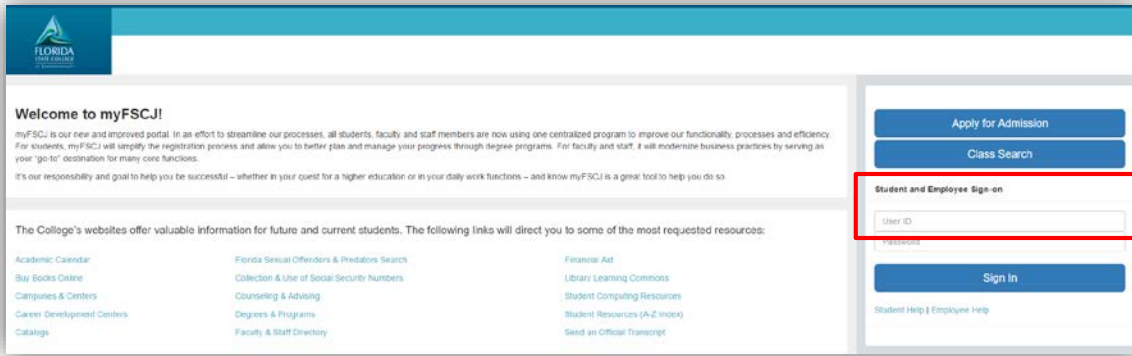 FLORIDA
STATE COLLEGE
Welcome to myFSCJ!
myFSCJ is our new and improved portal. In an effort to streamline our processes, all students, faculty and staff members are now using one centralized program to improve our functionality, processes and efficiency.
For students, myFSCJ will simplify the registration process and allow you to better plan and manage your progress through degree programs. For faculty and staff, it will modernize business practices by serving as
your "go-to" destination for many core functions.
It's our responsibility and goal to help you be successful – whether in your quest for a higher education or in your daily work functions – and know myFSCJ is a great tool to help you do so.
The College's websites offer valuable information for future and current students. The following links will direct you to some of the most requested resources:
Academic Calendar
Buy Books Online
Campuses & Centers
Career Development Centers
Catalogs
Florida Sexual Offenders & Predators Search
Collection & Use of Social Security Numbers
Counseling & Advising
Degrees & Programs
Faculty & Staff Directory
Financial Aid
Library Learning Commons
Student Computing Resources
Student Resources (A-Z Index)
Send an Official Transcript
Apply for Admission
Class Search
Student and Employee Sign-on
User ID
Password
Sign In
Student Help | Employee Help